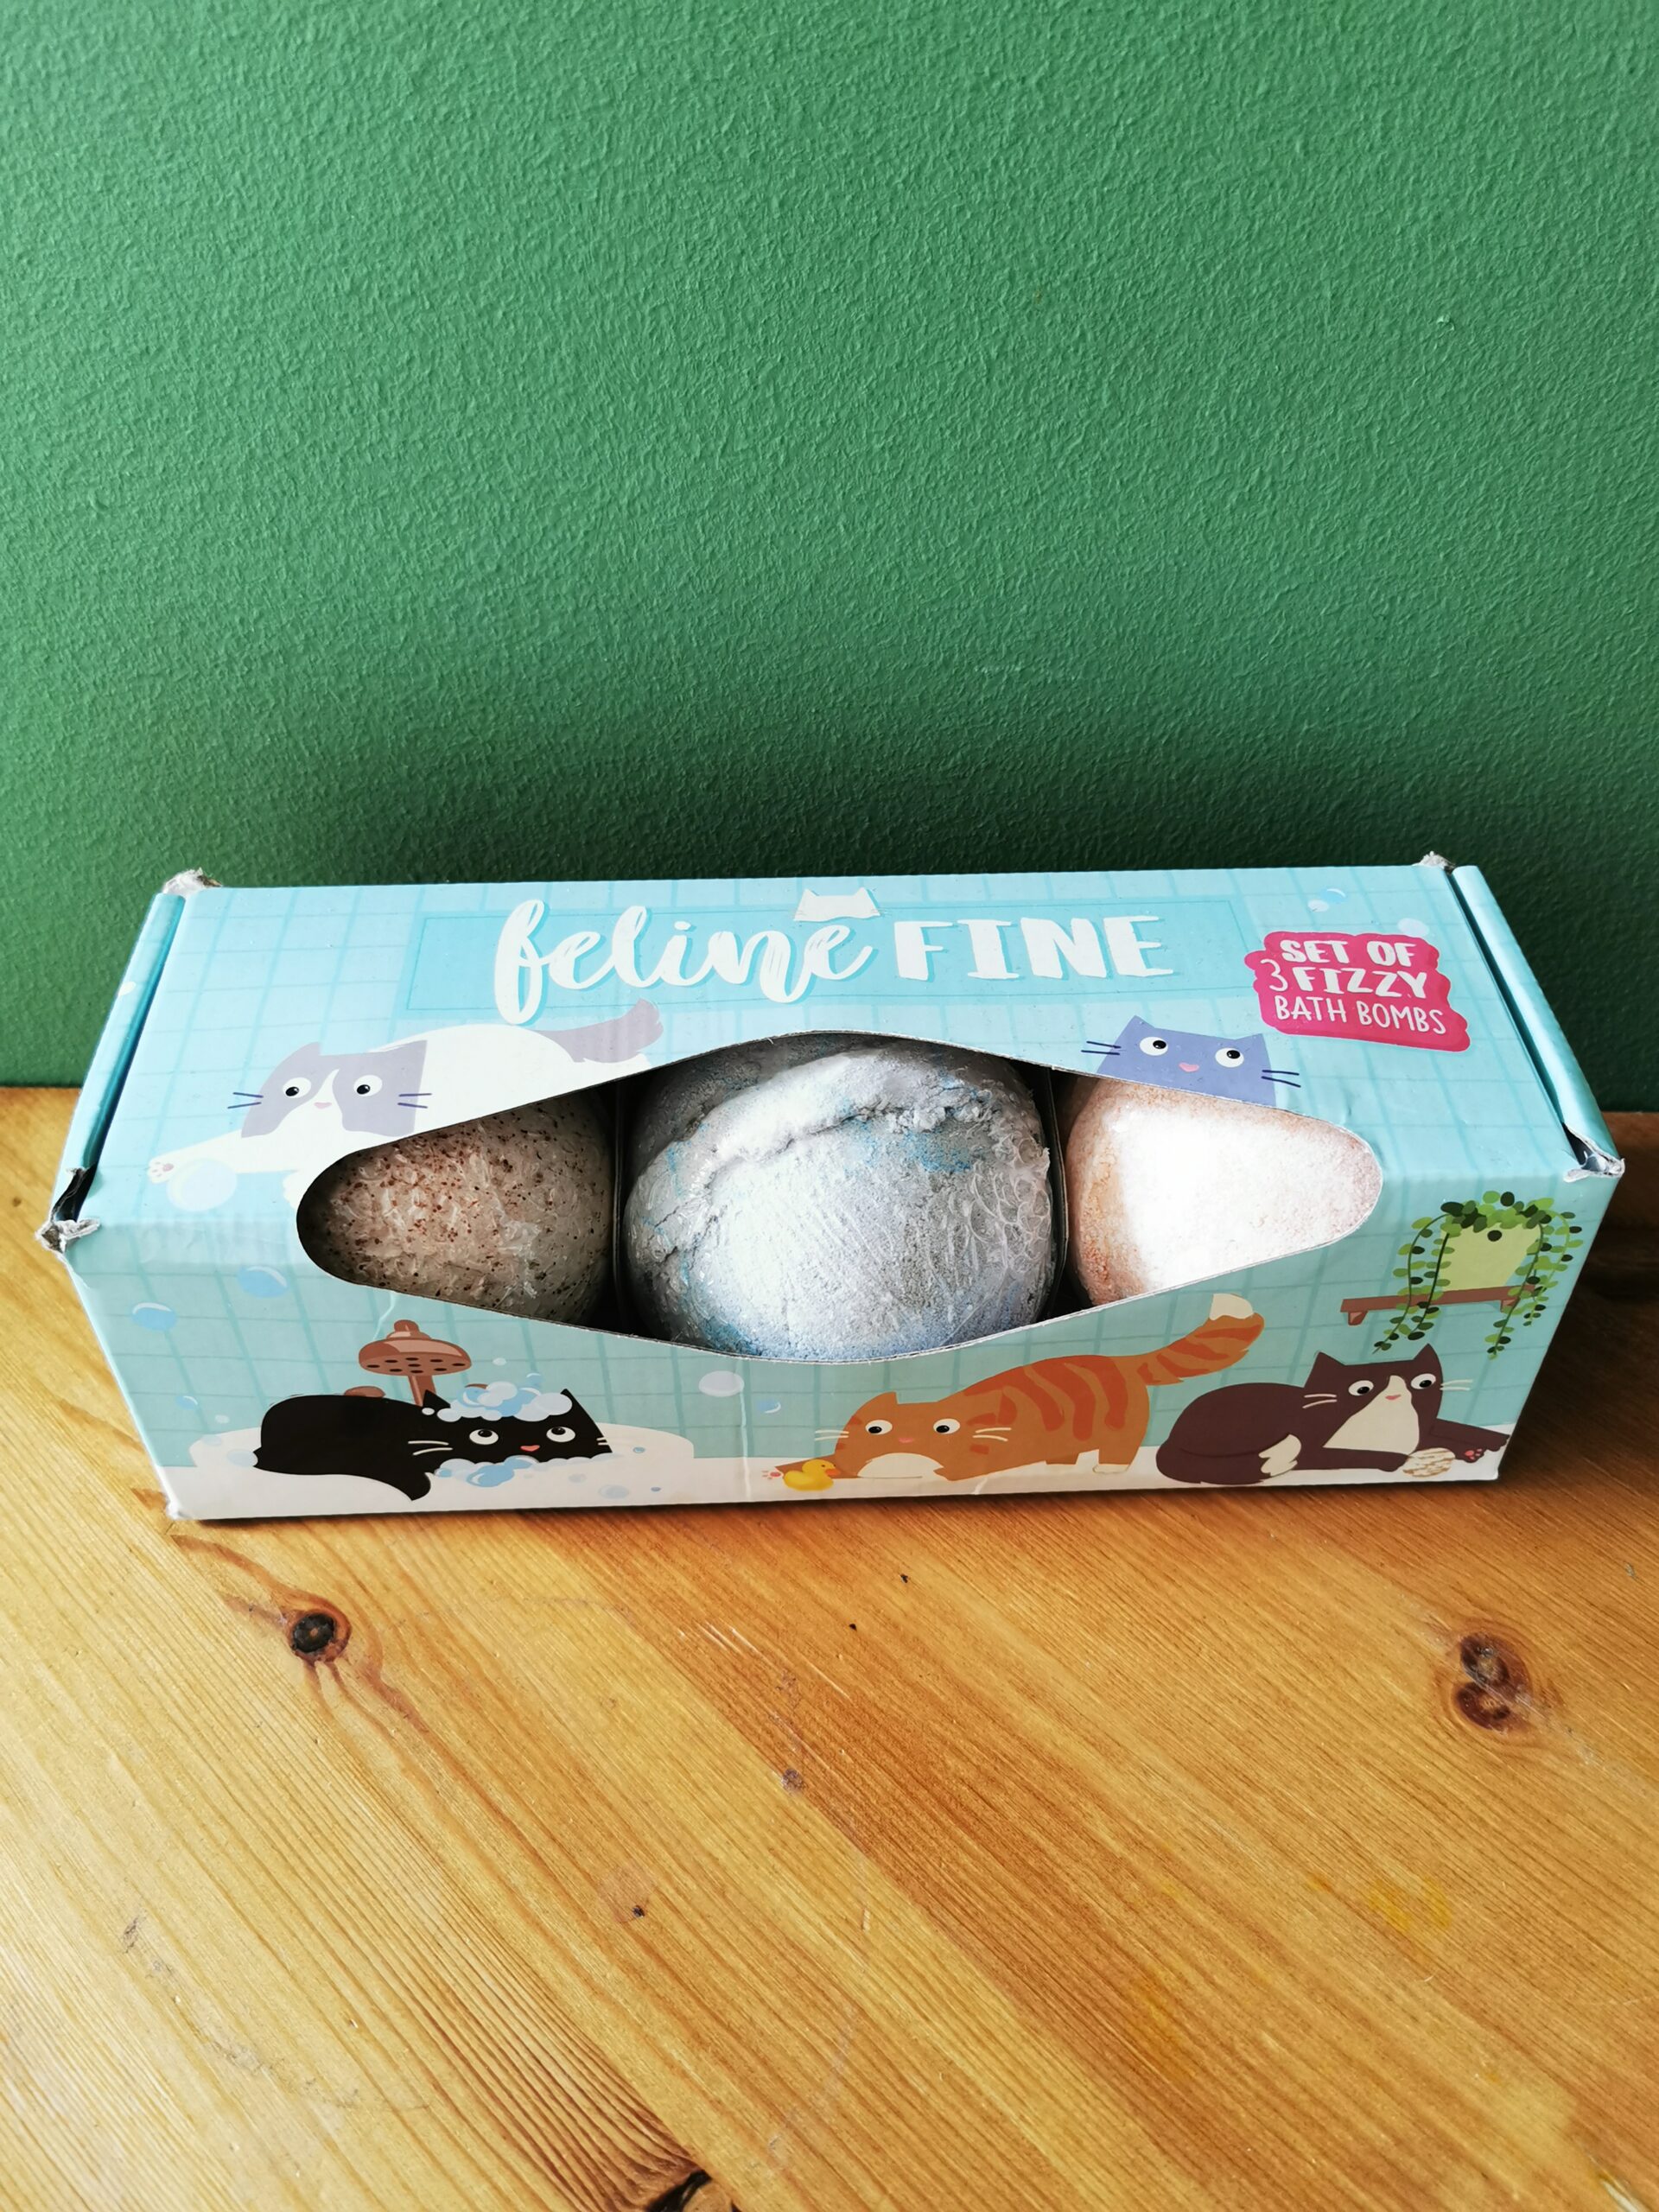 feline FINE
SET OF
3 FIZZY
BATH BOMBS